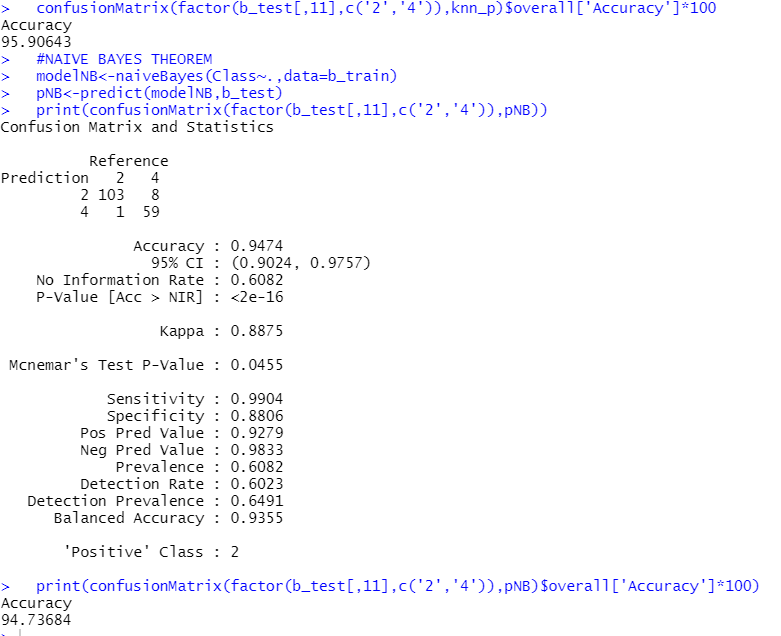 >   confusionMatrix(factor(b_test[,11],c('2','4')),knn_p)$overall['Accuracy']*100
Accuracy
95.90643
>   #NAIVE BAYES THEOREM
>   modelNB<-naiveBayes(Class~.,data=b_train)
>   pNB<-predict(modelNB,b_test)
>   print(confusionMatrix(factor(b_test[,11],c('2','4')),pNB))
Confusion Matrix and Statistics
          Reference
Prediction   2   4
         2 103   8
         4   1  59
               Accuracy : 0.9474
                 95% CI : (0.9024, 0.9757)
    No Information Rate : 0.6082
    P-Value [Acc > NIR] : <2e-16
                  Kappa : 0.8875
 Mcnemar's Test P-Value : 0.0455
            Sensitivity : 0.9904
            Specificity : 0.8806
         Pos Pred Value : 0.9279
         Neg Pred Value : 0.9833
             Prevalence : 0.6082
         Detection Rate : 0.6023
   Detection Prevalence : 0.6491
      Balanced Accuracy : 0.9355
       'Positive' Class : 2
>   print(confusionMatrix(factor(b_test[,11],c('2','4')),pNB)$overall['Accuracy']*100)
Accuracy
94.73684
>